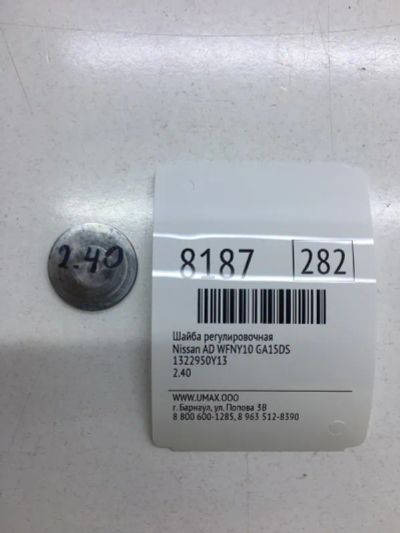 2.40
8187
282
Шайба регулировочная
Nissan AD WFNY10 GA15DS
1322950Y13
2.40
WWW.UMAX.OOO
г. Барнаул, ул. Попова 3В
8 800 600-1285, 8 963 512-8390